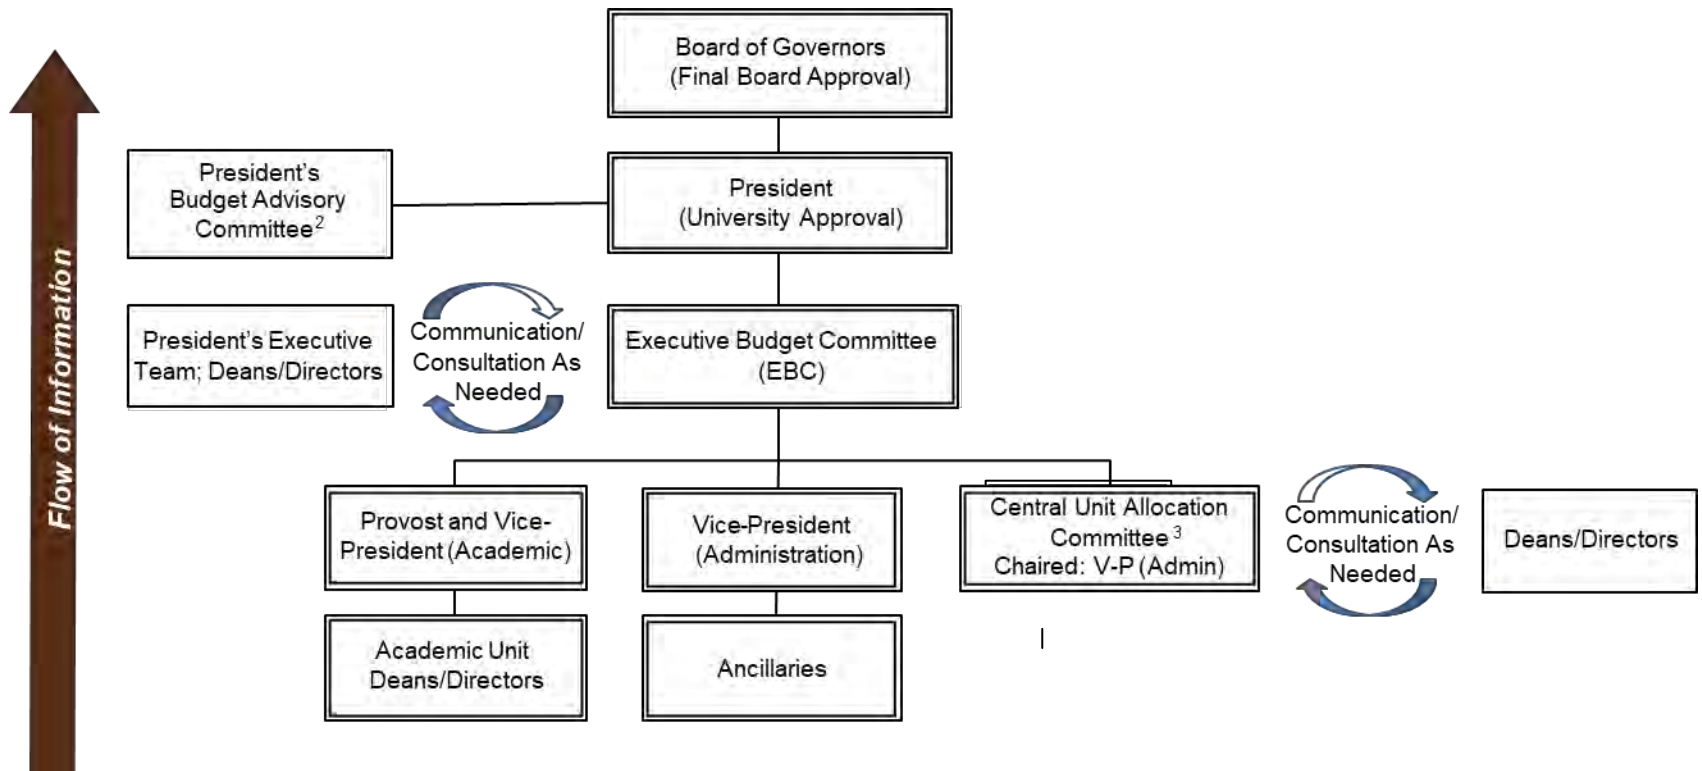 Board of Governors
(Final Board Approval)
President's
Budget Advisory
Committee2
President
(University Approval)
Flow of Information
President's Executive
Team; Deans/Directors
Communication/
Consultation As
Needed
Executive Budget Committee
(EBC)
Provost and Vice-
President (Academic)
Vice-President
(Administration)
Central Unit Allocation
Committee3
Chaired: V-P (Admin)
Communication/
Consultation As
Needed
Deans/Directors
Academic Unit
Deans/Directors
Ancillaries